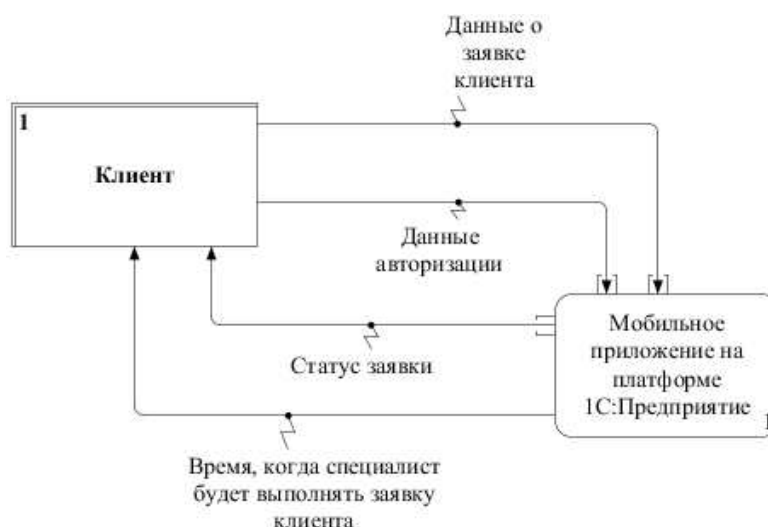 Данные о
заявке
клиента
1
Клиент
Данные
авторизации
Мобильное
приложение на
платформе
1С:Предприятие
Статус заявки
Время, когда специалист
будет выполнять заявку
клиента